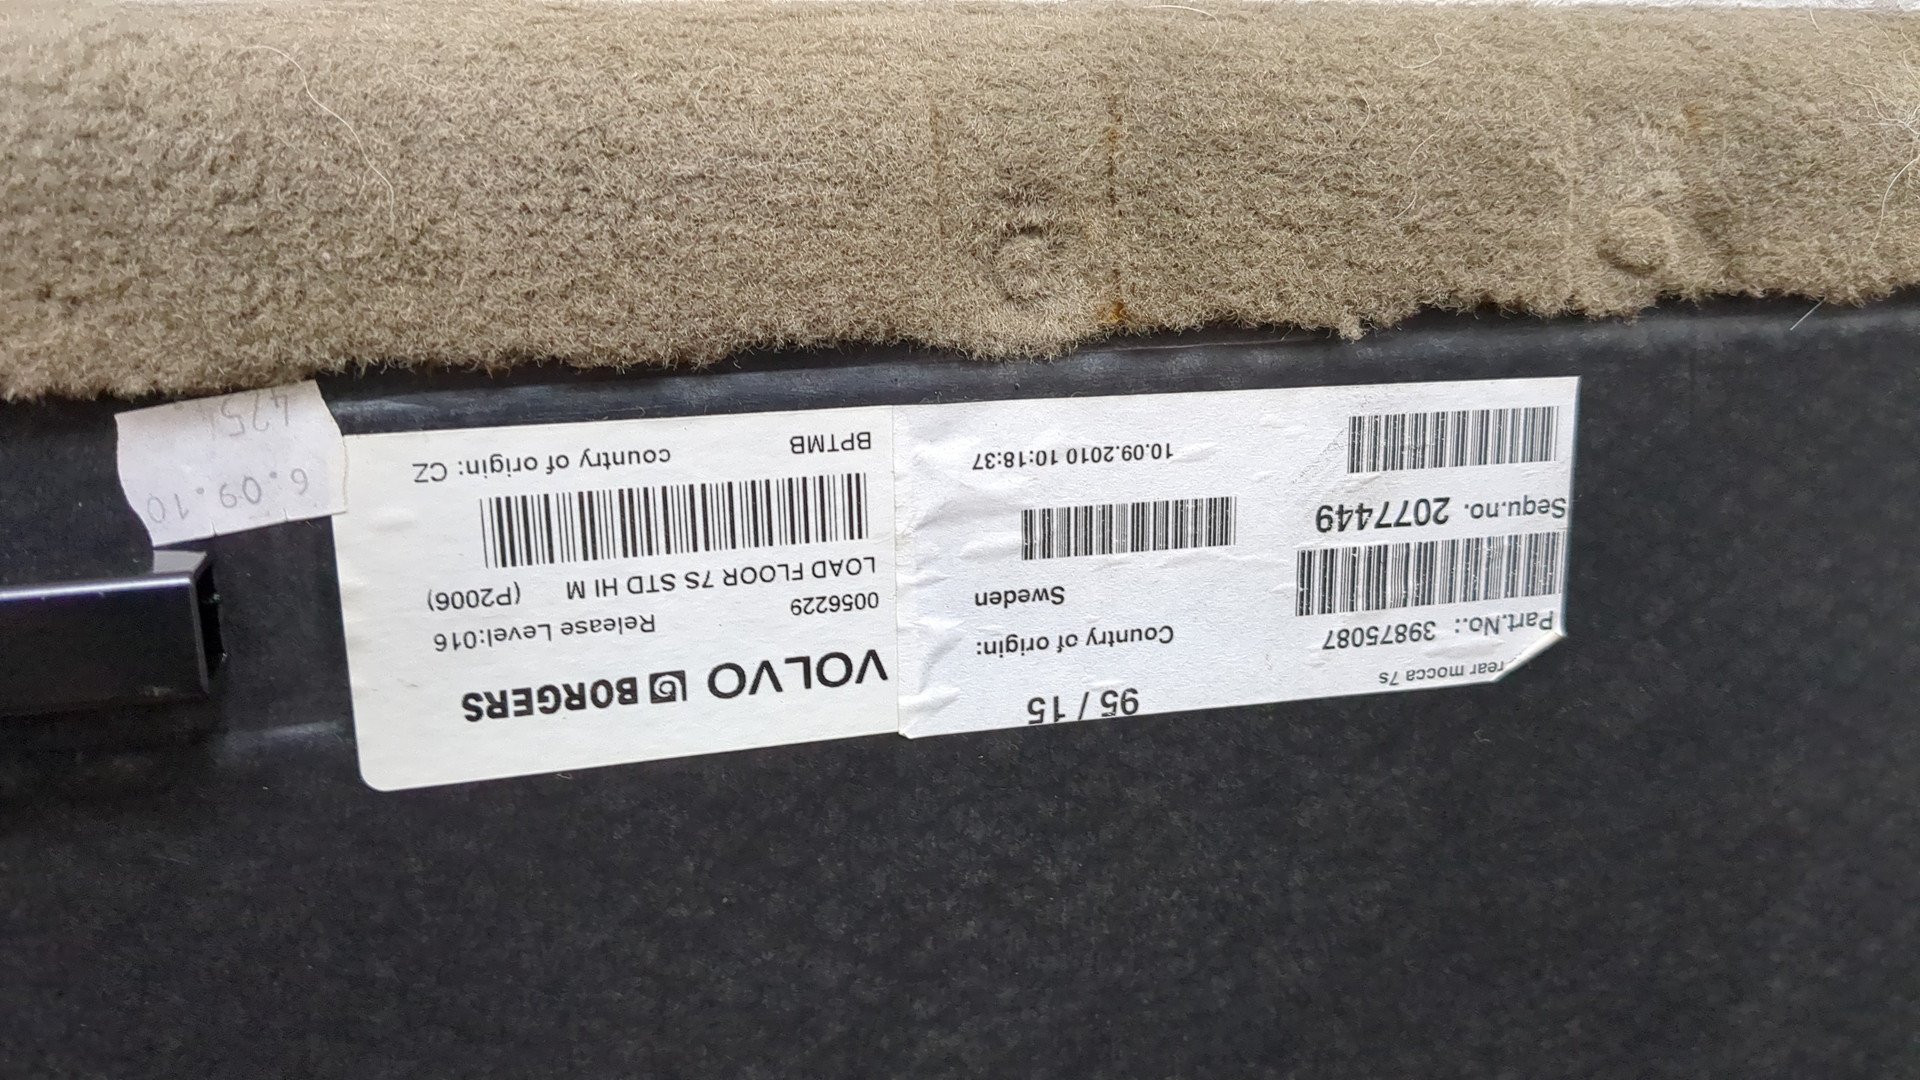 rear mocca 7s
Part.No.: 39875087
Sequ.no. 2077449
95 / 15
Country of origin:
Sweden
10.09.2010 10:18:37
VOLVO BORGERS
0056229 Release Level:016
LOAD FLOOR 7S STD HI M (P2006)
BPTMB country of origin: CZ
6.09.10